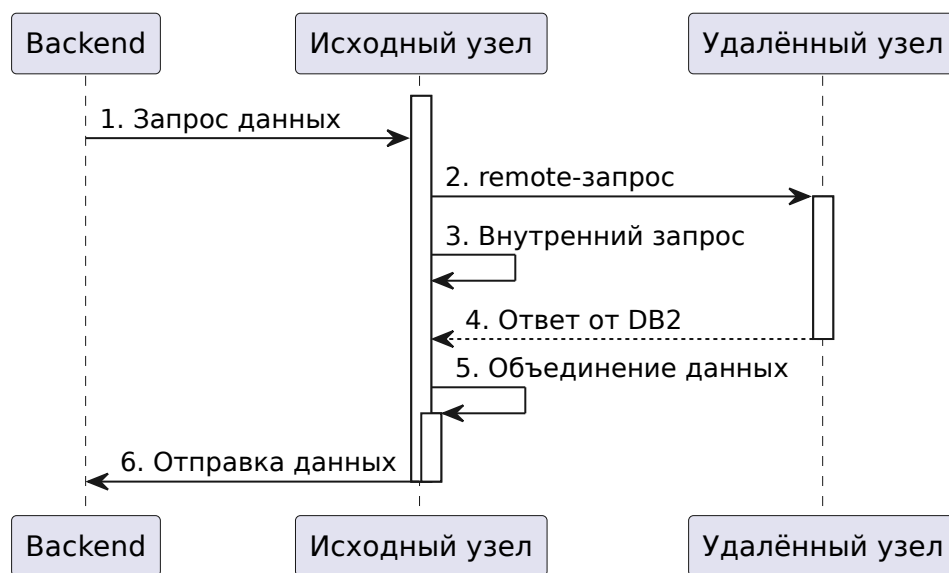 Backend
Исходный узел
Удалённый узел
1. Запрос данных
2. remote-запрос
3. Внутренний запрос
4. Ответ от DB2
5. Объединение данных
6. Отправка данных
Backend
Исходный узел
Удалённый узел